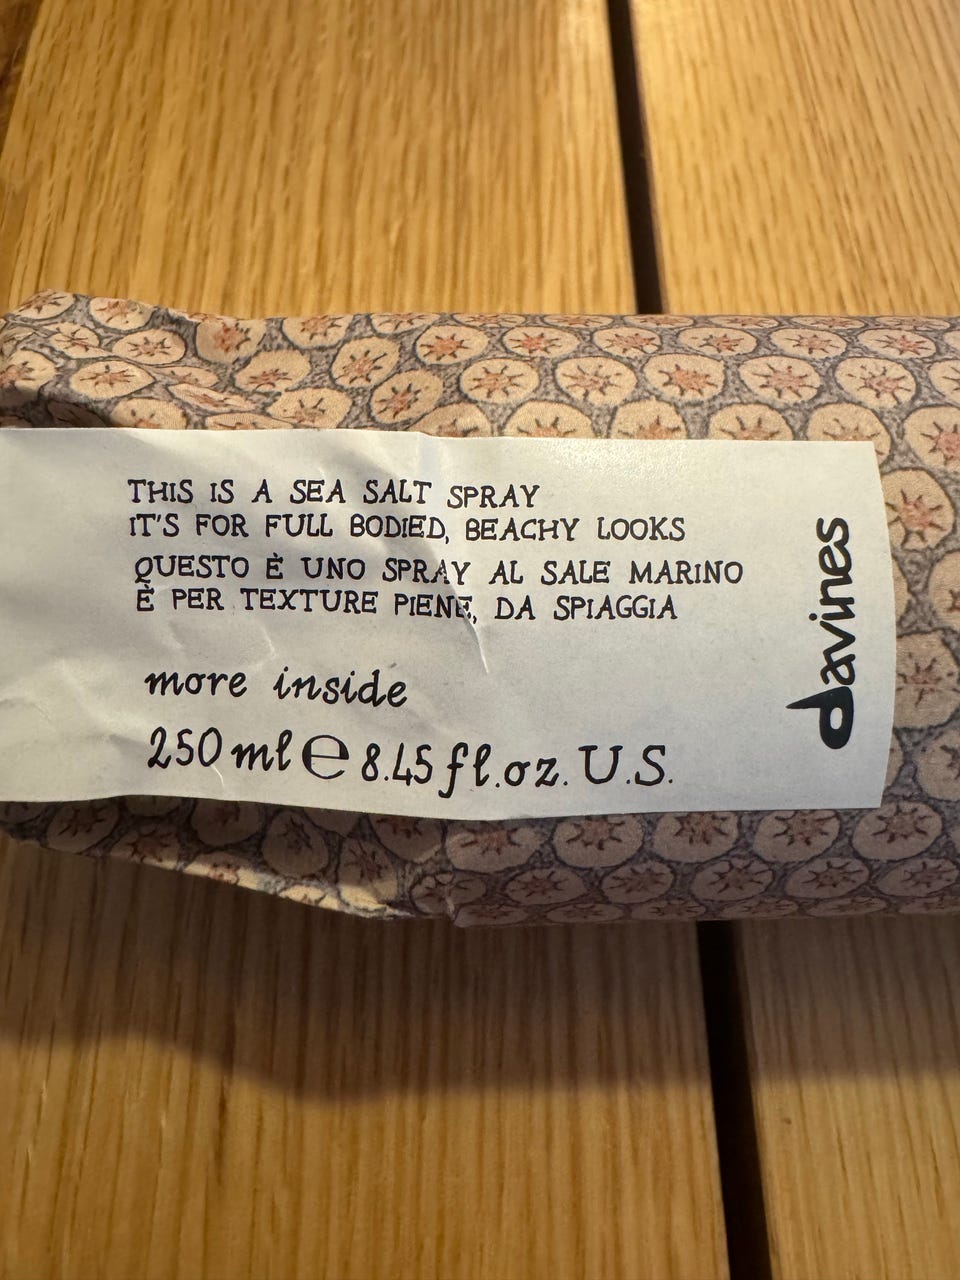 THIS IS A SEA SALT SPRAY
IT'S FOR FULL BODIED, BEACHY LOOKS
QUESTO È UNO SPRAY AL SALE MARINO
È PER TEXTURE PIENE, DA SPIAGGIA
more inside
250 ml e 8.45 fl.oz. U.S.
davines